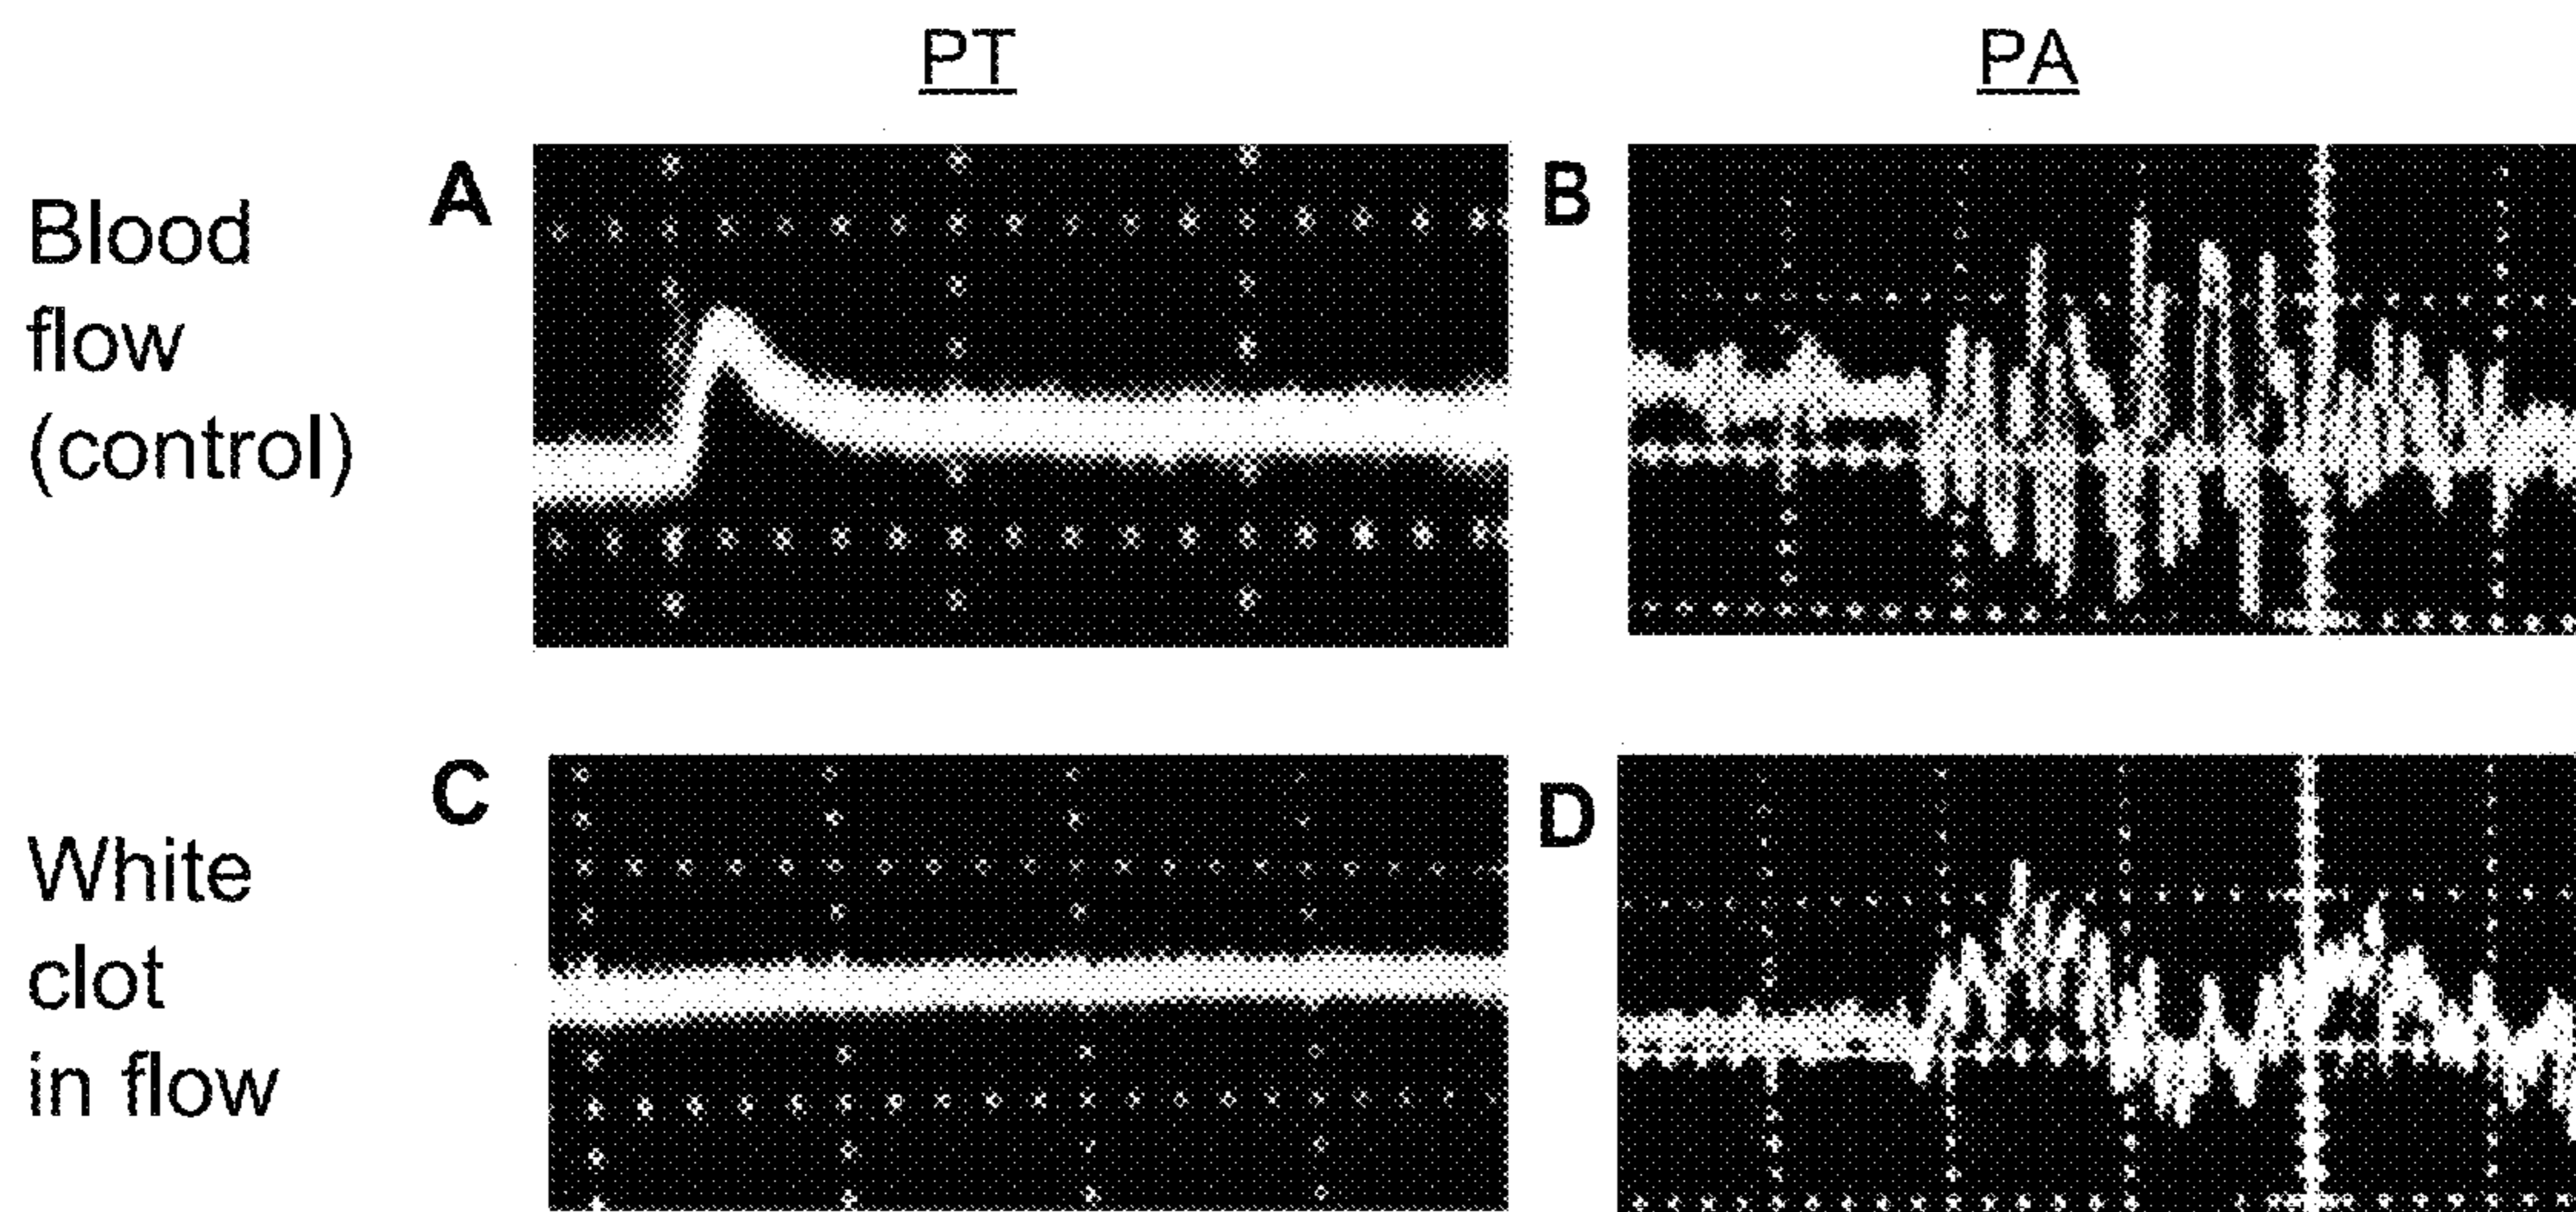 PT
PA
A
B
Blood
flow
(control)
C
D
White
clot
in flow